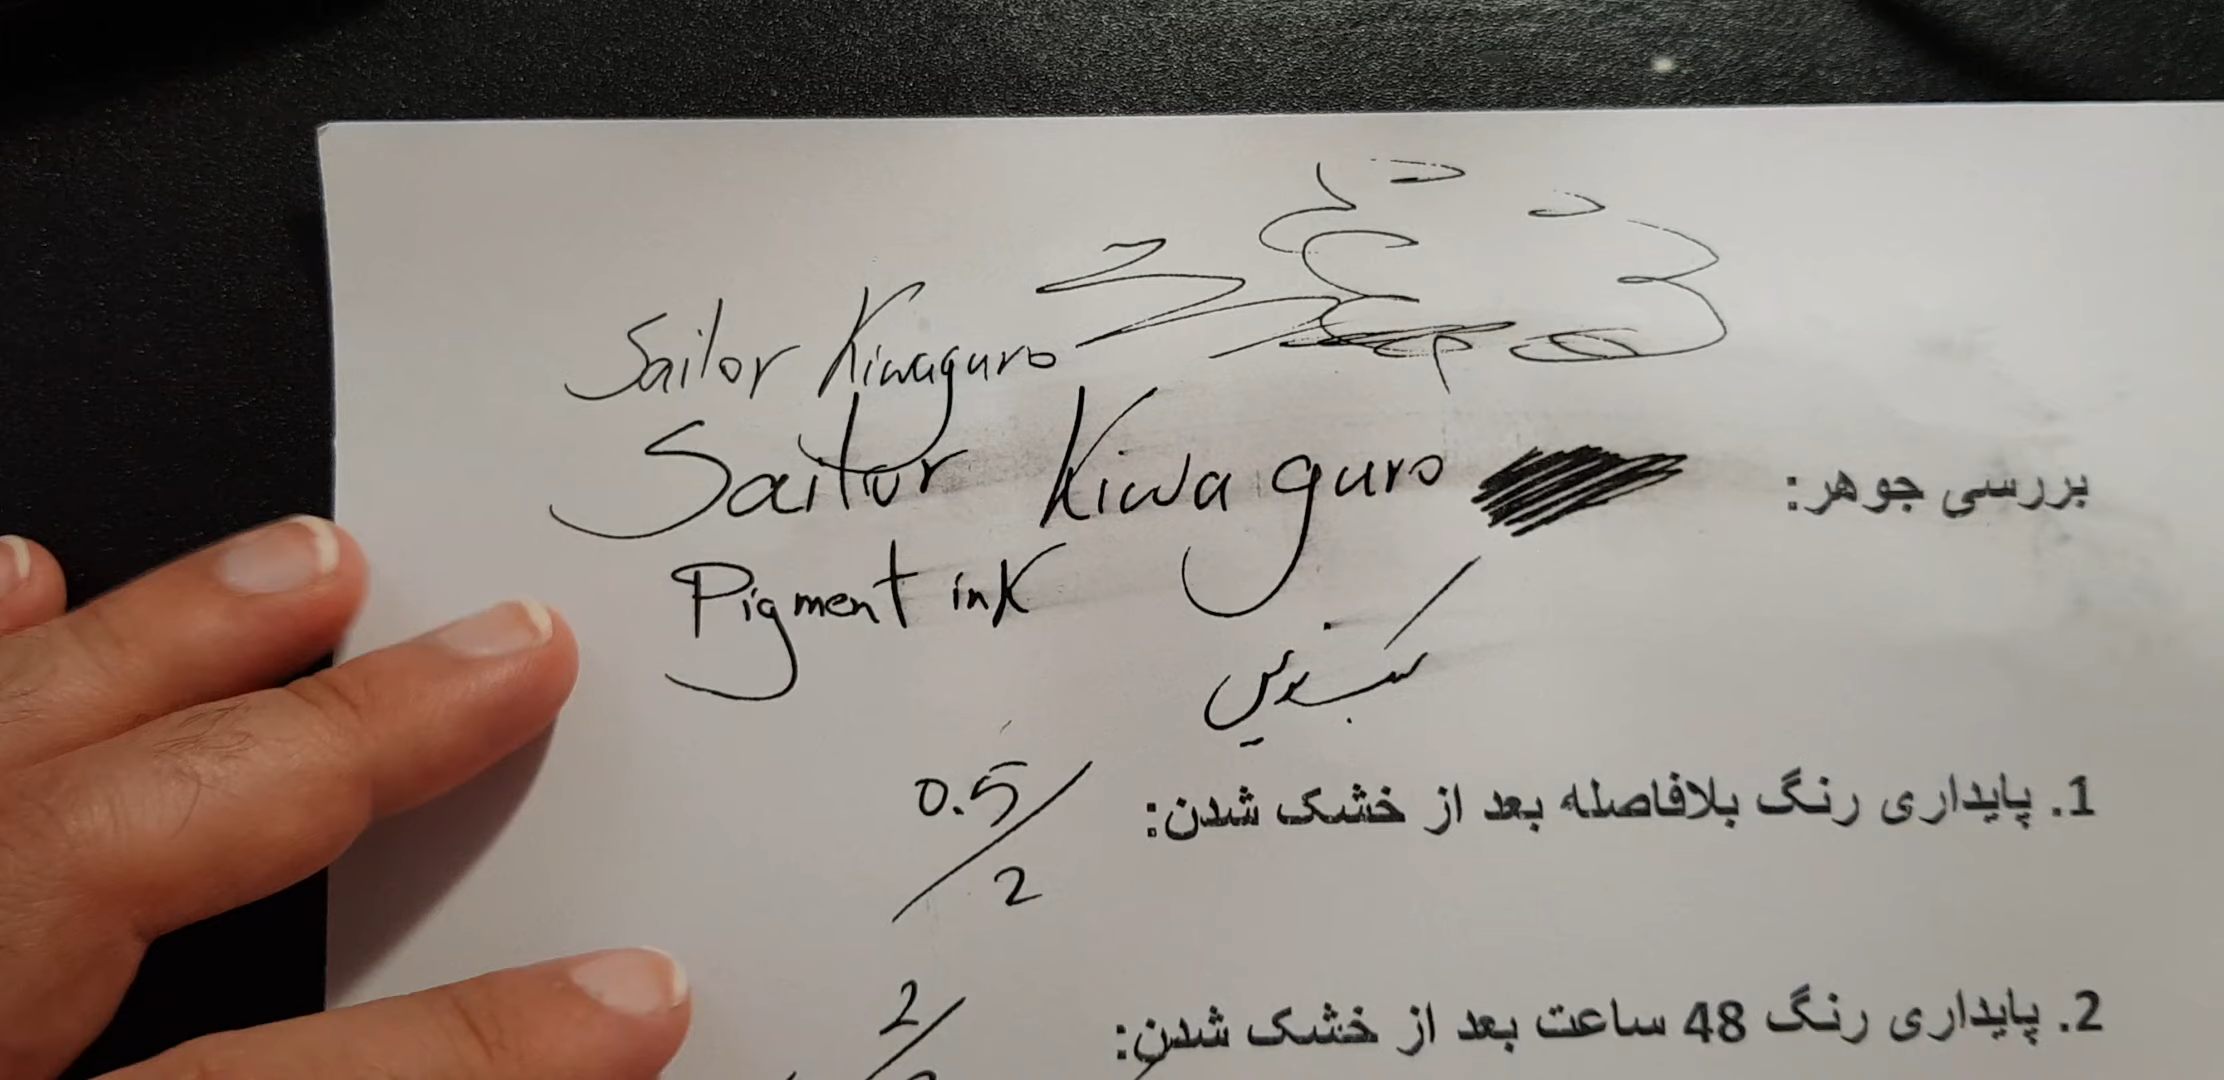 Sailor Kiwaguro
Sailor Kiwaguro
بررسی جوهر:
Pigment ink
0.5/2
1. پایداری رنگ بلافاصله بعد از خشک شدن:
2/
2. پایداری رنگ 48 ساعت بعد از خشک شدن: